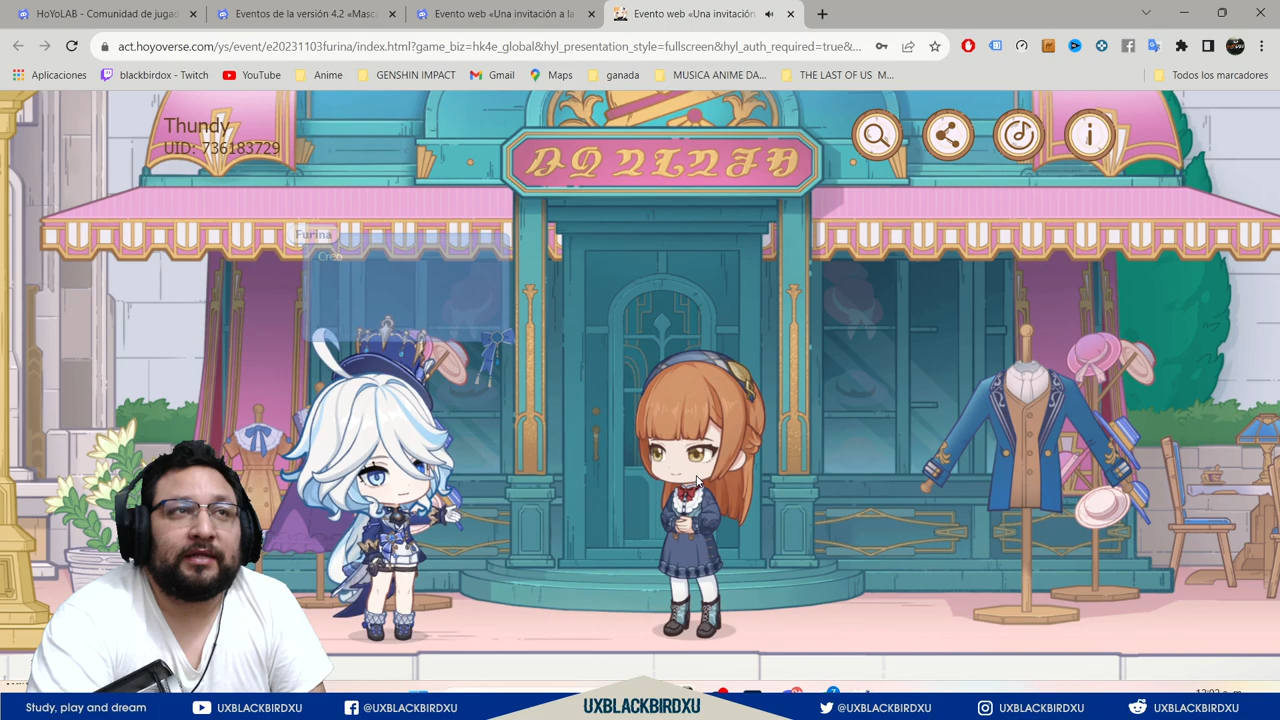 HoYoLAB - Comunidad de jugad
Eventos de la versión 4.2 «Masca
Evento web «Una invitación a la
Evento web «Una invitación
act.hoyoverse.com/ys/event/e20231103furina/index.html?game_biz=hk4e_global&hyl_presentation_style=fullscreen&hyl_auth_required=true&...
Aplicaciones
blackbirdox - Twitch
YouTube
Anime
GENSHIN IMPACT
Gmail
Maps
ganada
MUSICA ANIME DA...
THE LAST OF US M...
Todos los marcadores
Thundy
UID: 736183729
Furina
Creo
Study, play and dream
UXBLACKBIRDXU
@UXBLACKBIRDXU
UXBLACKBIRDXU
@UXBLACKBIRDXU
UXBLACKBIRDXU
UXBLACKBIRDXU